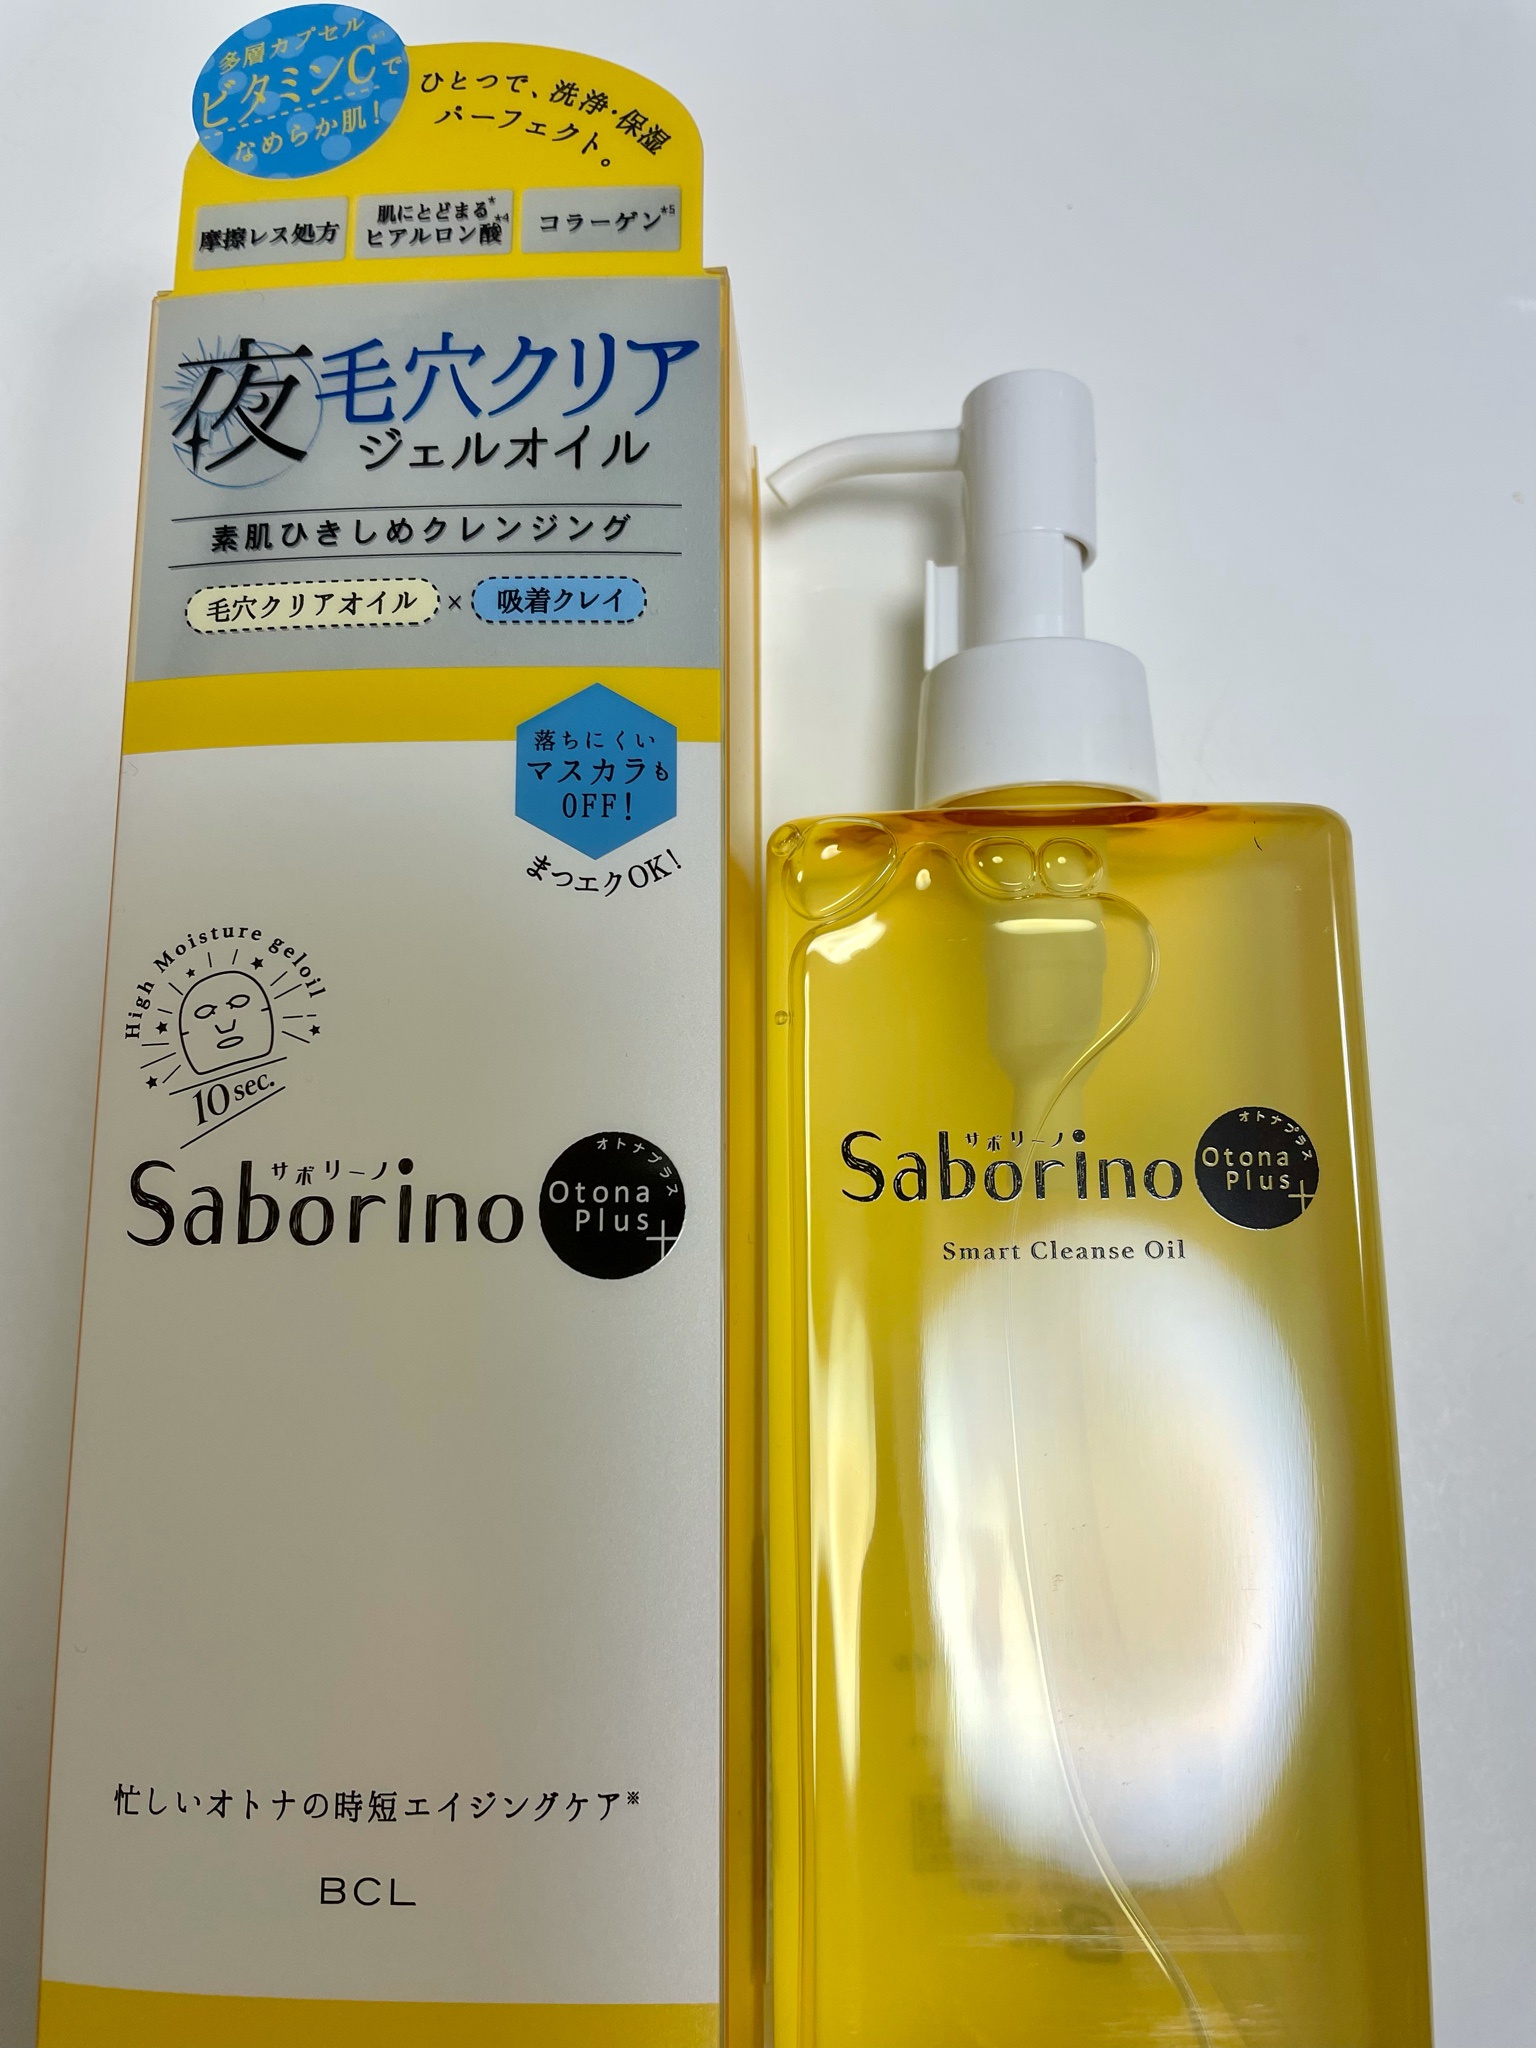 多層カプセル
ビタミンC*3で
なめらか肌!
ひとつで、洗浄・保湿
パーフェクト。
摩擦レス処方
肌にとどまる*
ヒアルロン酸*4
コラーゲン*5
夜 毛穴クリア
ジェルオイル
素肌ひきしめクレンジング
毛穴クリアオイル × 吸着クレイ
落ちにくい
マスカラも
OFF!
まつエクOK!
High Moisture geloil
10sec.
サボリーノ
Saborino
オトナプラス
Otona
Plus
忙しいオトナの時短エイジングケア※
BCL
サボリーノ
Saborino
オトナプラス
Otona
Plus
Smart Cleanse Oil